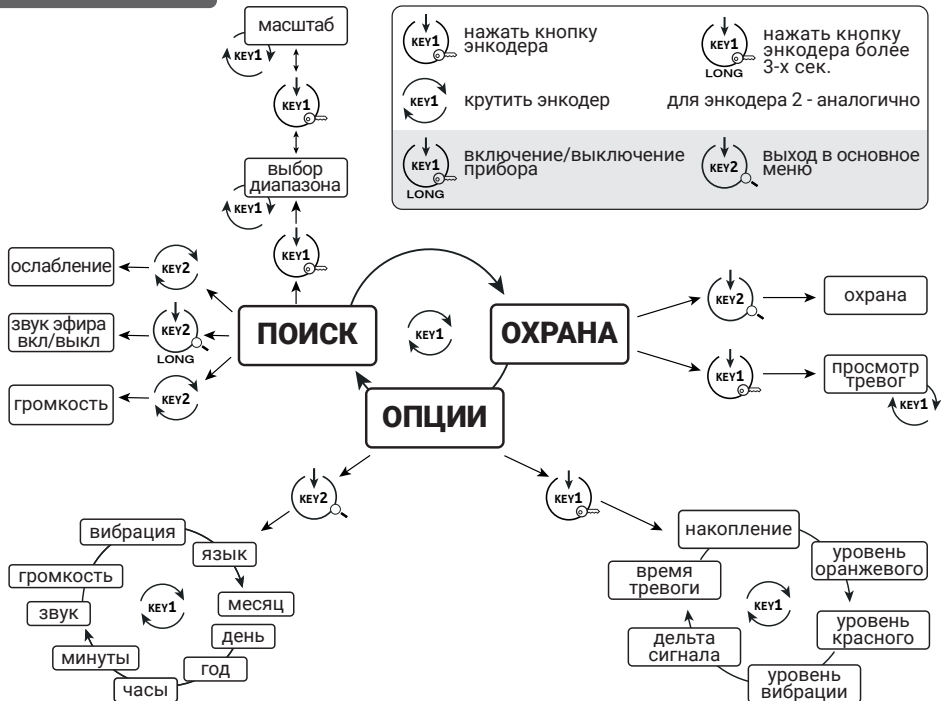 масштаб
KEY1
KEY1
выбор
диапазона
KEY1
KEY1
KEY1
нажать кнопку
энкодера
KEY1
LONG
нажать кнопку
энкодера более
3-х сек.
KEY1
крутить энкодер
для энкодера 2 - аналогично
KEY1
LONG
включение/выключение
прибора
KEY2
выход в основное
меню
ослабление
KEY2
звук эфира
вкл/выкл
KEY2
LONG
громкость
KEY2
ПОИСК
KEY1
ОХРАНА
ОПЦИИ
KEY2
охрана
KEY1
просмотр
тревог
KEY1
KEY2
KEY1
вибрация
язык
месяц
день
год
часы
минуты
звук
громкость
KEY1
накопление
уровень
оранжевого
уровень
красного
уровень
вибрации
дельта
сигнала
время
тревоги
KEY1